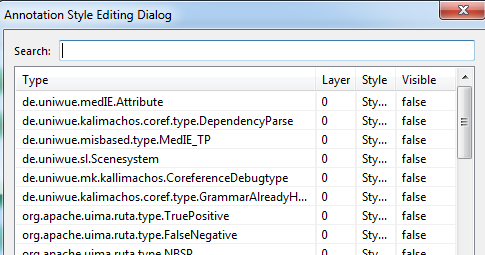 Annotation Style Editing Dialog
Search:
Type Layer Style Visible
de.uniwue.medIE.Attribute 0 Sty... false
de.uniwue.kalimachos.coref.type.DependencyParse 0 Sty... false
de.uniwue.misbased.type.MedIE_TP 0 Sty... false
de.uniwue.sl.Scenesystem 0 Sty... false
de.uniwue.mk.kallimachos.CoreferenceDebugtype 0 Sty... false
de.uniwue.kalimachos.coref.type.GrammarAlreadyH... 0 Sty... false
org.apache.uima.ruta.type.TruePositive 0 Sty... false
org.apache.uima.ruta.type.FalseNegative 0 Sty... false
org.apache.uima.ruta.type.NBSP 0 Sty... false